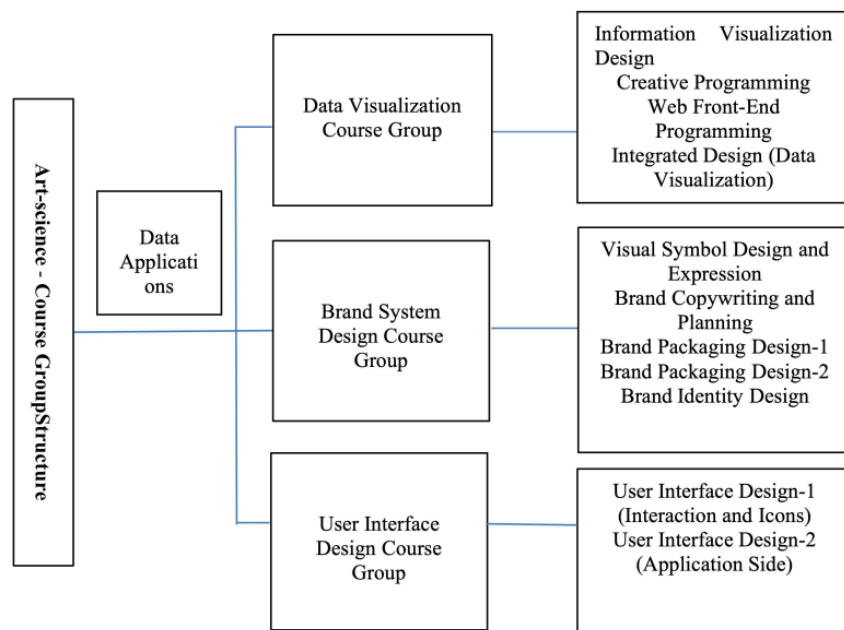 Art-science - Course GroupStructure
Data
Applicati
ons
Data Visualization
Course Group
Information Visualization
Design
Creative Programming
Web Front-End
Programming
Integrated Design (Data
Visualization)
Brand System
Design Course
Group
Visual Symbol Design and
Expression
Brand Copywriting and
Planning
Brand Packaging Design-1
Brand Packaging Design-2
Brand Identity Design
User Interface
Design Course
Group
User Interface Design-1
(Interaction and Icons)
User Interface Design-2
(Application Side)